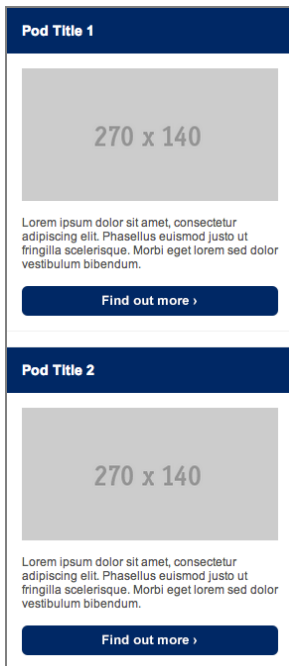 Pod Title 1
270 x 140
Lorem ipsum dolor sit amet, consectetur
adipiscing elit. Phasellus euismod justo ut
fringilla scelerisque. Morbi eget lorem sed dolor
vestibulum bibendum.
Find out more ›
Pod Title 2
270 x 140
Lorem ipsum dolor sit amet, consectetur
adipiscing elit. Phasellus euismod justo ut
fringilla scelerisque. Morbi eget lorem sed dolor
vestibulum bibendum.
Find out more ›